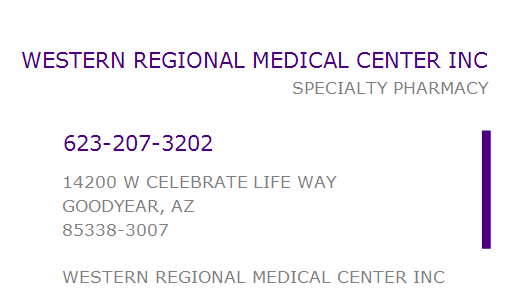 WESTERN REGIONAL MEDICAL CENTER INC
SPECIALTY PHARMACY
623-207-3202
14200 W CELEBRATE LIFE WAY
GOODYEAR, AZ
85338-3007
WESTERN REGIONAL MEDICAL CENTER INC